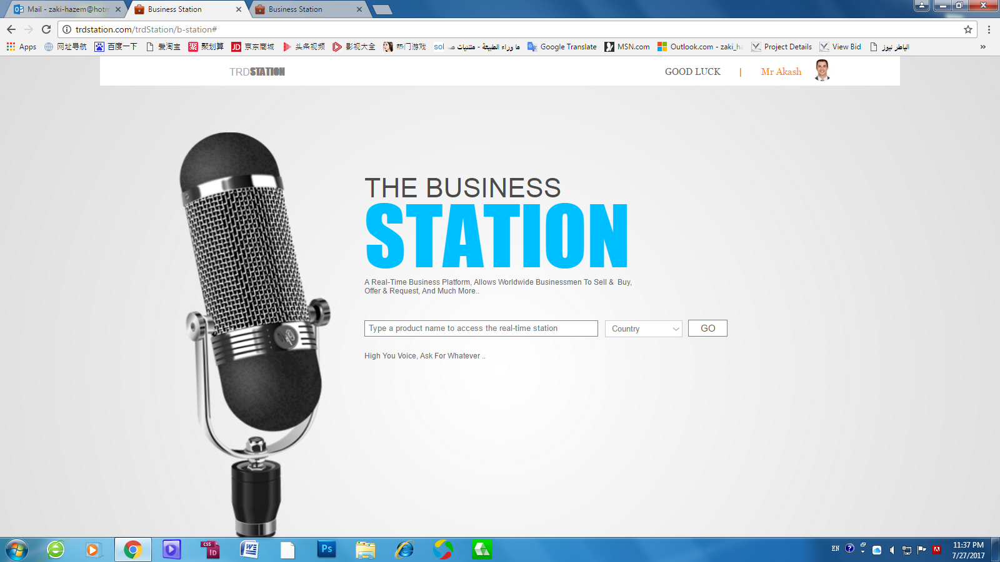 Mail - zaki-hazem@hotm
Business Station
Business Station
trdstation.com/trdStation/b-station#
Apps
网址导航
百度一下
爱淘宝
聚划算
京东商城
头条视频
影视大全
热门游戏
ما وراء الطبيعة - منتديات
Google Translate
MSN.com
Outlook.com - zaki_ha
Project Details
View Bid
الباطر نيوز
»
TRDSTATION
GOOD LUCK | Mr Akash
THE BUSINESS
STATION
A Real-Time Business Platform, Allows Worldwide Businessmen To Sell & Buy,
Offer & Request, And Much More..
Type a product name to access the real-time station
Country
GO
High You Voice, Ask For Whatever ..
CS5
ID
Ps
EN
11:37 PM
7/27/2017